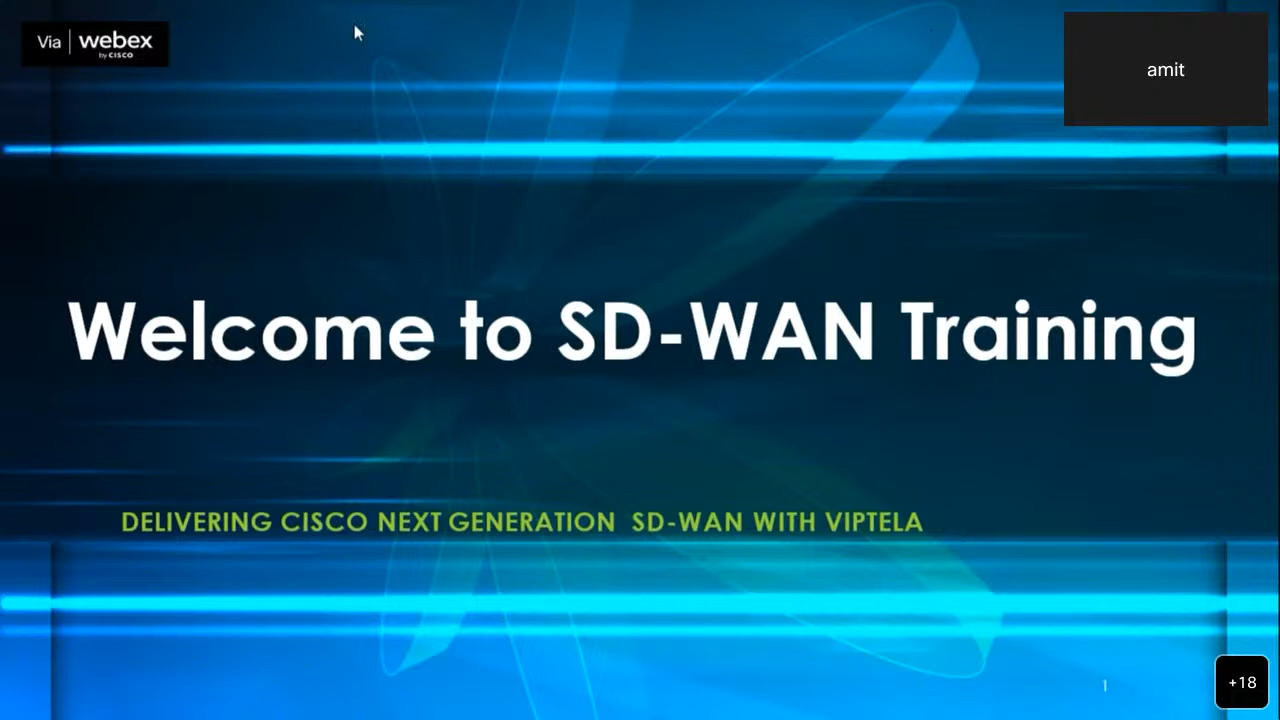 Via | webex
by CISCO
amit
Welcome to SD-WAN Training
DELIVERING CISCO NEXT GENERATION SD-WAN WITH VIPTELA
1
+18